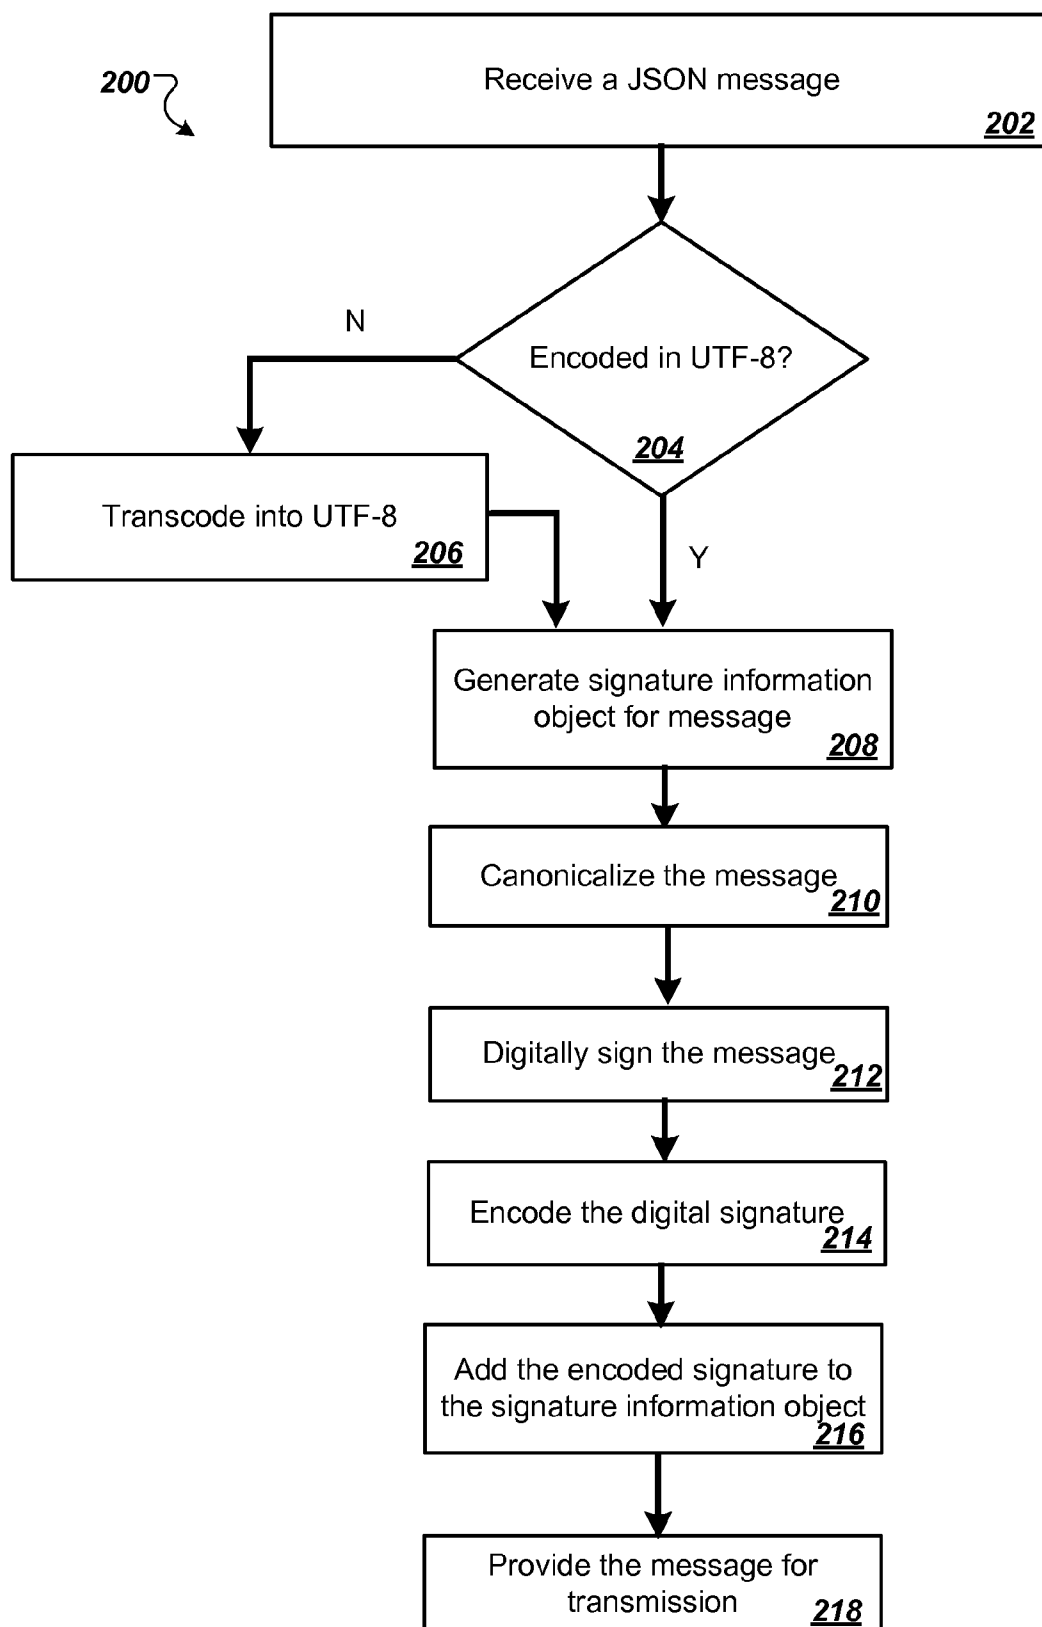 200
Receive a JSON message
202
N
Encoded in UTF-8?
204
Transcode into UTF-8
206
Y
Generate signature information
object for message
208
Canonicalize the message
210
Digitally sign the message
212
Encode the digital signature
214
Add the encoded signature to
the signature information object
216
Provide the message for
transmission
218